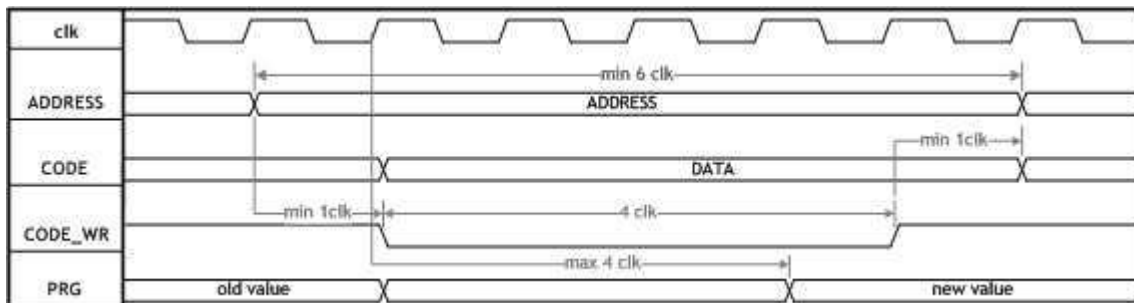 clk
min 6 clk
ADDRESS ADDRESS
min 1clk
CODE DATA
min 1clk 4 clk
CODE_WR
max 4 clk
PRG old value new value